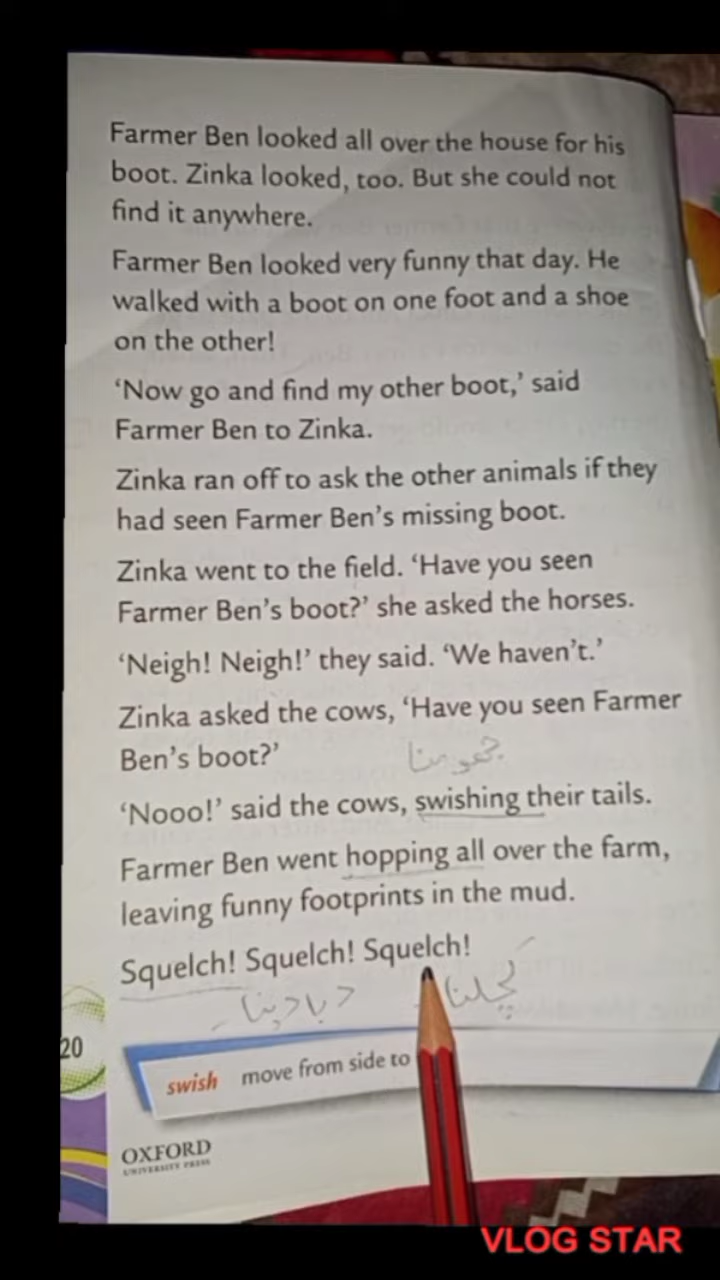 Farmer Ben looked all over the house for his
boot. Zinka looked, too. But she could not
find it anywhere.
Farmer Ben looked very funny that day. He
walked with a boot on one foot and a shoe
on the other!
‘Now go and find my other boot,’ said
Farmer Ben to Zinka.
Zinka ran off to ask the other animals if they
had seen Farmer Ben’s missing boot.
Zinka went to the field. ‘Have you seen
Farmer Ben’s boot?’ she asked the horses.
‘Neigh! Neigh!’ they said. ‘We haven’t.’
Zinka asked the cows, ‘Have you seen Farmer
Ben’s boot?’
جھومنا
‘Nooo!’ said the cows, swishing their tails.
Farmer Ben went hopping all over the farm,
leaving funny footprints in the mud.
Squelch! Squelch! Squelch!
کچلنا دبا دینا
20
swish move from side to
OXFORD
UNIVERSITY PRESS
VLOG STAR